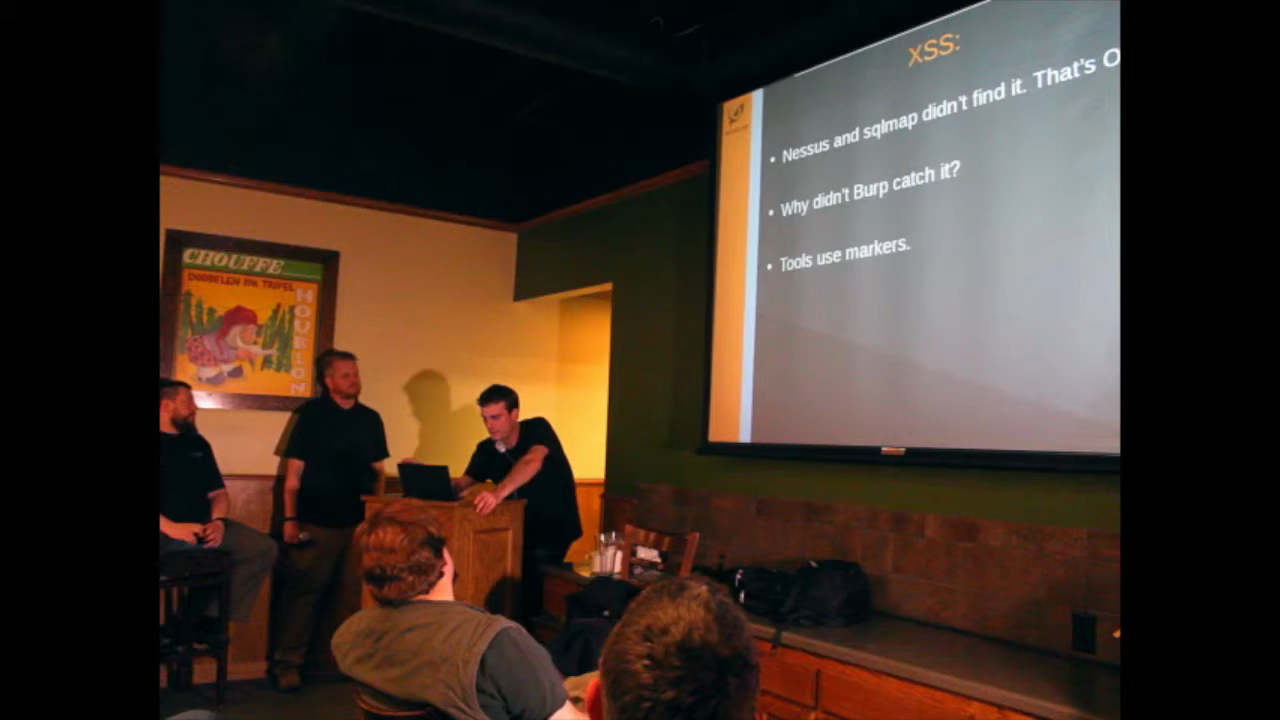 CHOUFFE
DOBBELEN IPA TRIPEL
HOUBLON
XSS:
• Nessus and sqlmap didn't find it. That's O
• Why didn't Burp catch it?
• Tools use markers.